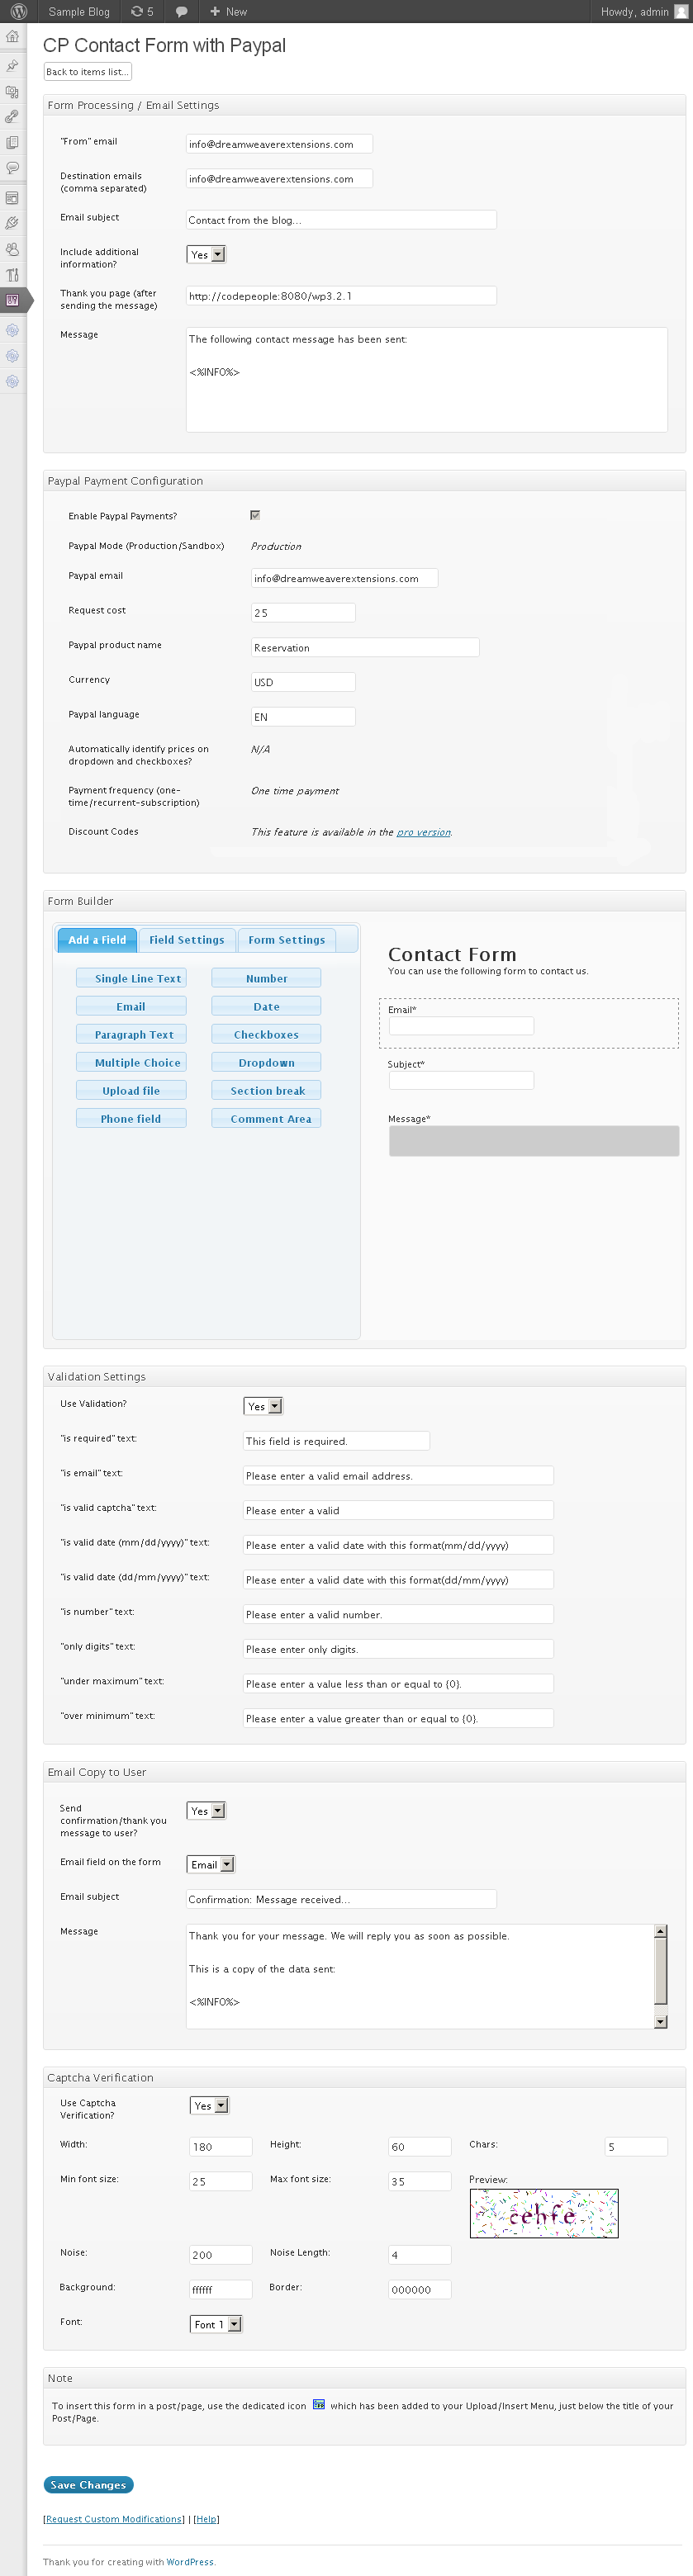 Sample Blog 5 New Howdy, admin
CP Contact Form with Paypal
Back to items list...
Form Processing / Email Settings
"From" email info@dreamweaverextensions.com
Destination emails info@dreamweaverextensions.com
(comma separated)
Email subject Contact from the blog...
Include additional Yes
information?
Thank you page (after http://codepeople:8080/wp3.2.1
sending the message)
Message The following contact message has been sent:
<%INFO%>
Paypal Payment Configuration
Enable Paypal Payments?
Paypal Mode (Production/Sandbox) Production
Paypal email info@dreamweaverextensions.com
Request cost 25
Paypal product name Reservation
Currency USD
Paypal language EN
Automatically identify prices on N/A
dropdown and checkboxes?
Payment frequency (one- One time payment
time/recurrent-subscription)
Discount Codes This feature is available in the pro version.
Form Builder
Add a Field Field Settings Form Settings
Single Line Text Number
Email Date
Paragraph Text Checkboxes
Multiple Choice Dropdown
Upload file Section break
Phone field Comment Area
Contact Form
You can use the following form to contact us.
Email*
Subject*
Message*
Validation Settings
Use Validation? Yes
"is required" text: This field is required.
"is email" text: Please enter a valid email address.
"is valid captcha" text: Please enter a valid
"is valid date (mm/dd/yyyy)" text: Please enter a valid date with this format(mm/dd/yyyy)
"is valid date (dd/mm/yyyy)" text: Please enter a valid date with this format(dd/mm/yyyy)
"is number" text: Please enter a valid number.
"only digits" text: Please enter only digits.
"under maximum" text: Please enter a value less than or equal to {0}.
"over minimum" text: Please enter a value greater than or equal to {0}.
Email Copy to User
Send Yes
confirmation/thank you
message to user?
Email field on the form Email
Email subject Confirmation: Message received...
Message Thank you for your message. We will reply you as soon as possible.
This is a copy of the data sent:
<%INFO%>
Captcha Verification
Use Captcha Yes
Verification?
Width: 180 Height: 60 Chars: 5
Min font size: 25 Max font size: 35 Preview:
cehfe
Noise: 200 Noise Length: 4
Background: ffffff Border: 000000
Font: Font 1
Note
To insert this form in a post/page, use the dedicated icon which has been added to your Upload/Insert Menu, just below the title of your
Post/Page.
Save Changes
[Request Custom Modifications] | [Help]
Thank you for creating with WordPress.